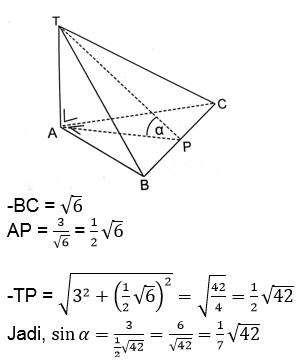 T
C
α
A
P
B
-BC = √6
AP = 3/√6 = 1/2 √6
-TP = √(3² + (1/2 √6)²) = √(42/4) = 1/2 √42
Jadi, sin α = 3/(1/2 √42) = 6/√42 = 1/7 √42